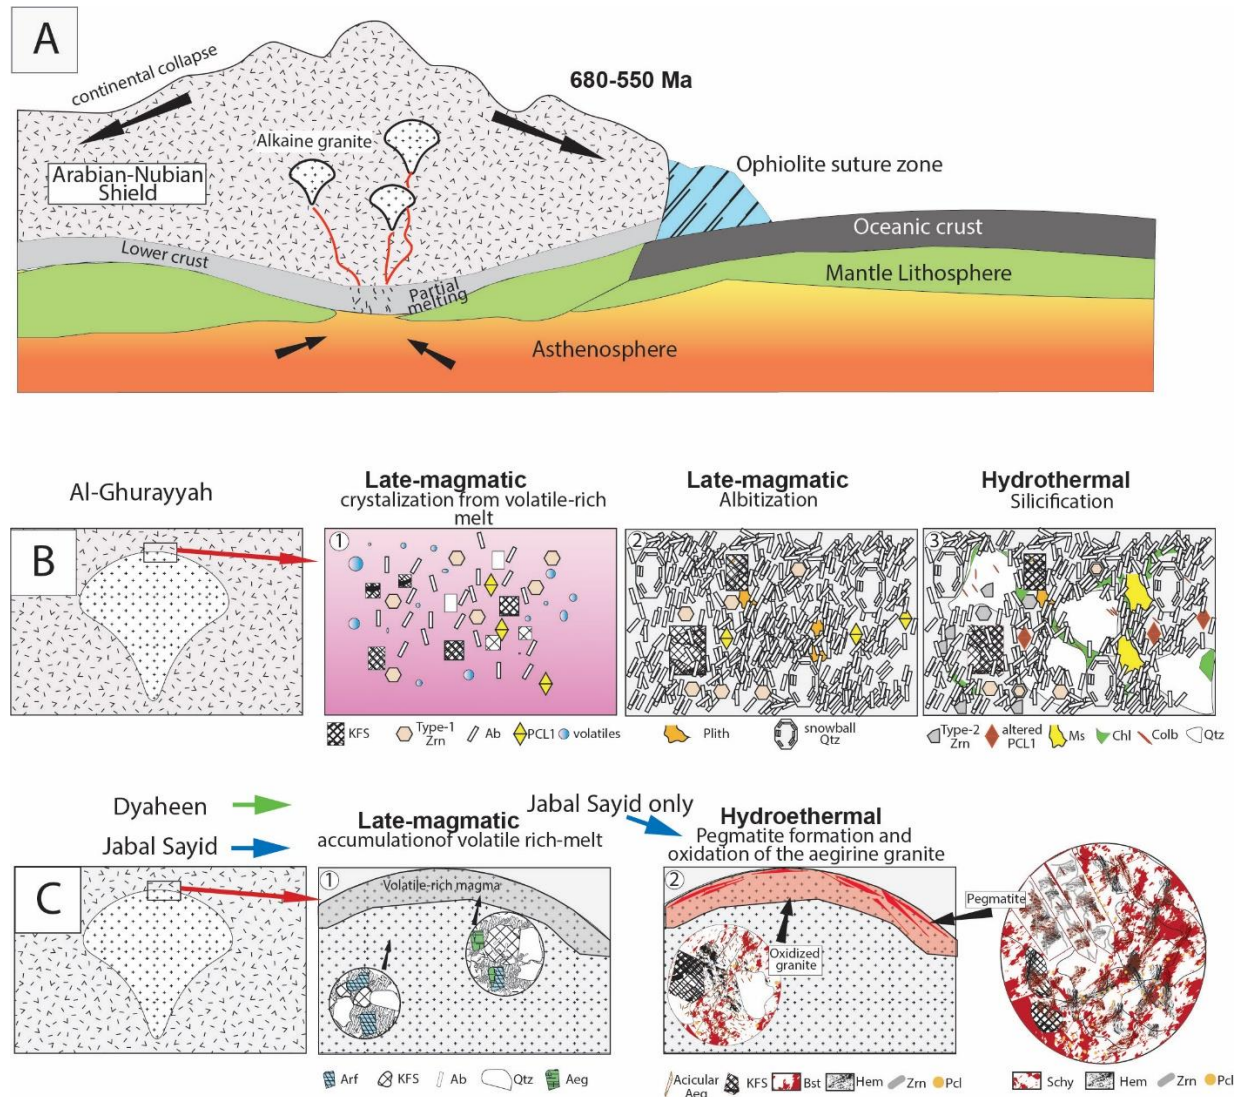 A
continental collapse
680-550 Ma
Alkaine granite
Arabian-Nubian
Shield
Ophiolite suture zone
Lower crust
Oceanic crust
Partial
melting
Mantle Lithosphere
Asthenosphere
B
Al-Ghurayyah
Late-magmatic
crystalization from volatile-rich
melt
1
KFS
Type-1
Zrn
Ab
PCL1
volatiles
Late-magmatic
Albitization
2
Plith
snowball
Qtz
Hydrothermal
Silicification
3
Type-2
Zrn
altered
PCL1
Ms
Chl
Colb
Qtz
C
Dyaheen
Jabal Sayid
Late-magmatic
accumulationof volatile rich-melt
1
Volatile-rich magma
Arf
KFS
Ab
Qtz
Aeg
Jabal Sayid only
Hydroethermal
Pegmatite formation and
oxidation of the aegirine granite
2
Oxidized
granite
Pegmatite
Acicular
Aeg
KFS
Bst
Hem
Zrn
Pcl
Schy
Hem
Zrn
Pcl